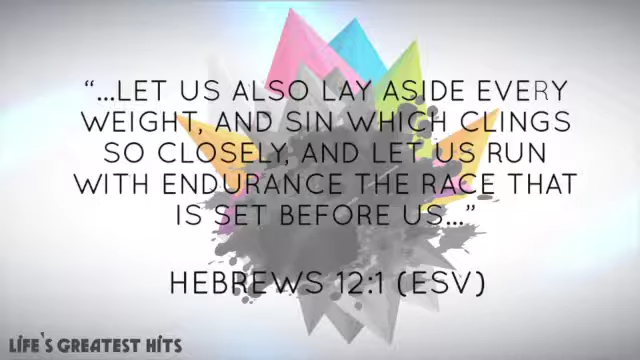 “...LET US ALSO LAY ASIDE EVERY
WEIGHT, AND SIN WHICH CLINGS
SO CLOSELY, AND LET US RUN
WITH ENDURANCE THE RACE THAT
IS SET BEFORE US...”
HEBREWS 12:1 (ESV)
LIFE'S GREATEST HITS